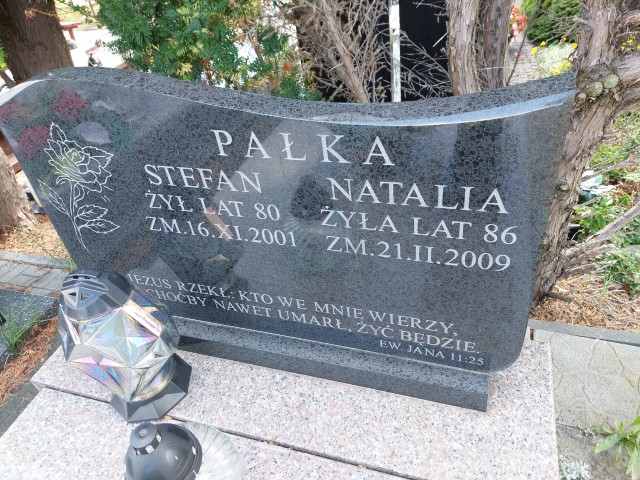 PAŁKA
STEFAN
ŻYŁ LAT 80
ZM.16.XI.2001
NATALIA
ŻYŁA LAT 86
ZM.21.II.2009
JEZUS RZEKŁ: KTO WE MNIE WIERZY,
CHOĆBY NAWET UMARŁ, ŻYĆ BĘDZIE.
EW. JANA 11:25